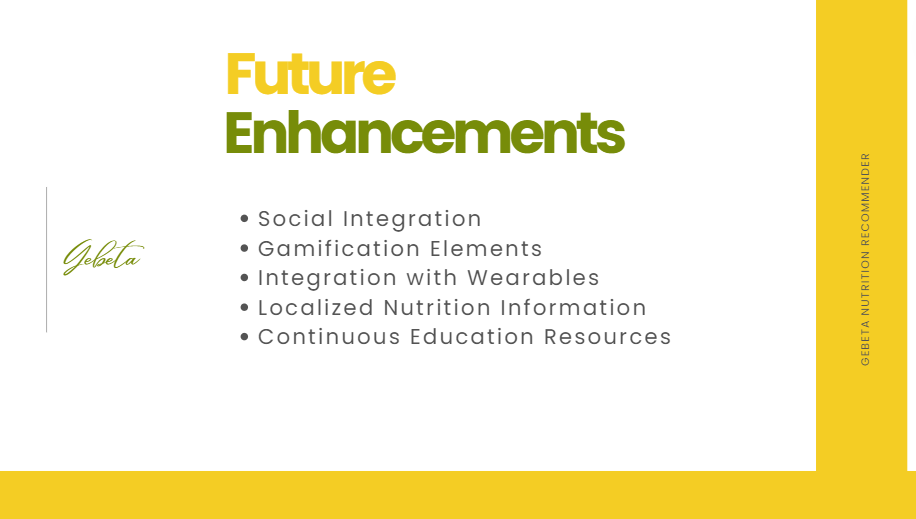 Future
Enhancements
• Social Integration
• Gamification Elements
• Integration with Wearables
• Localized Nutrition Information
• Continuous Education Resources
Gebeta
GEBETA NUTRITION RECOMMENDER